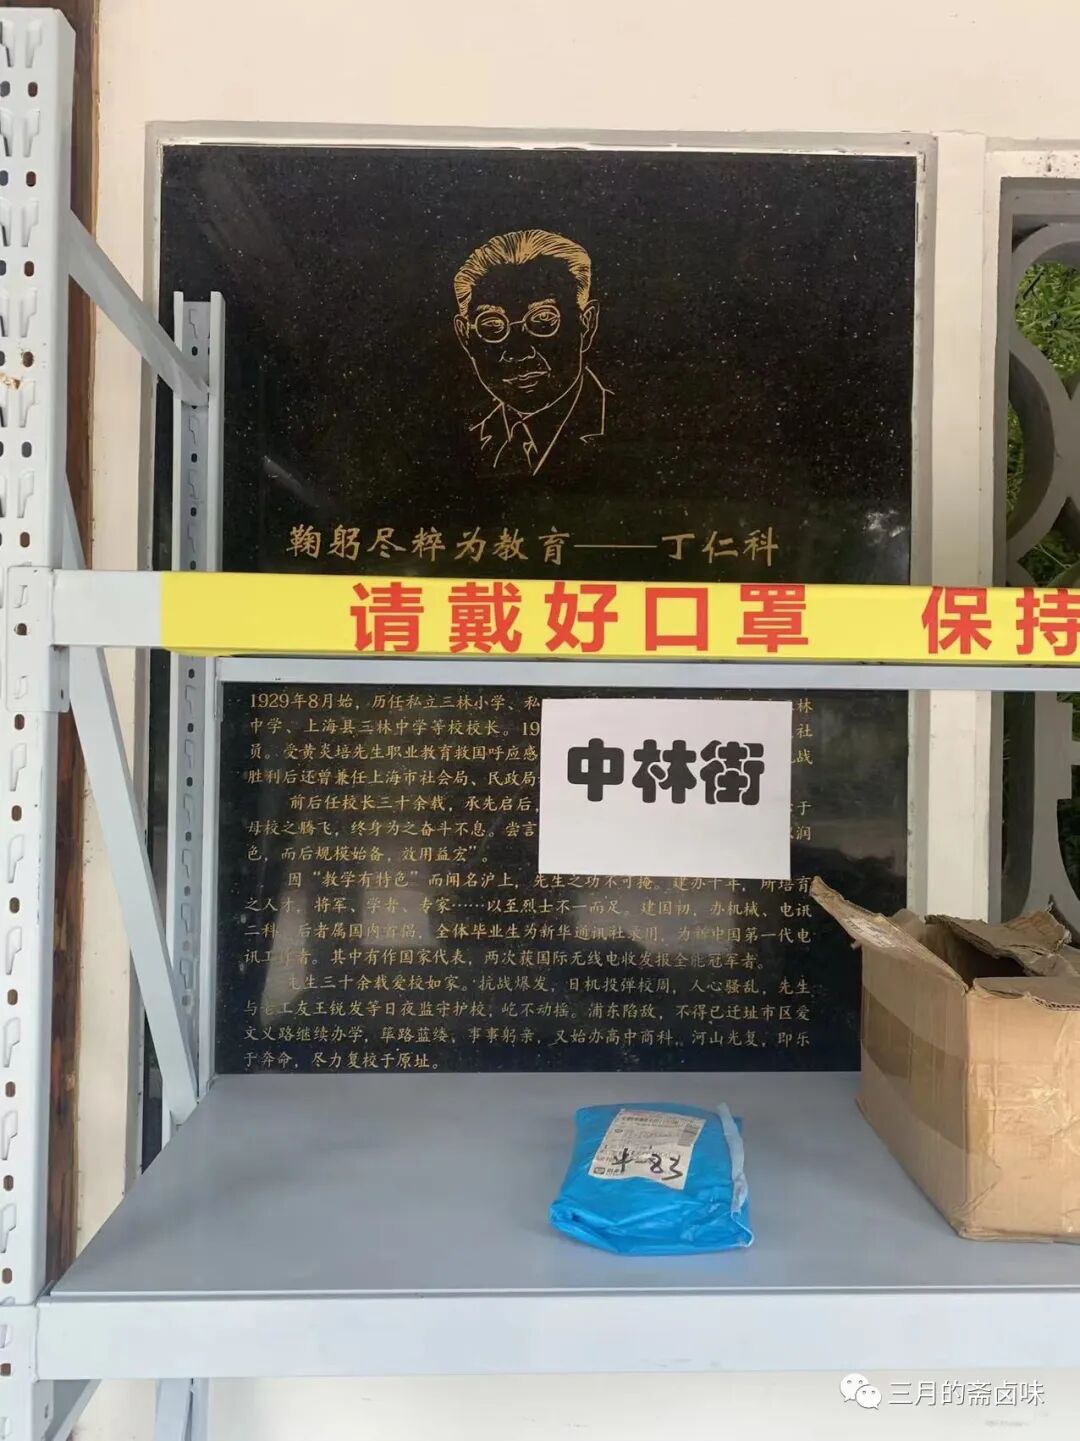 鞠躬尽粹为教育——丁仁科
请戴好口罩 保持
1929年8月始，历任私立三林小学、私
林
中学、上海县三林中学等校校长。19
社
员。受黄炎培先生职业教育救国呼应感
战
胜利后还曾兼任上海市社会局、民政局
中林街
前后任校长三十余载，承先启后，
于
母校之腾飞，终身为之奋斗不息。尝言
润
色，而后规模始备，效用益宏”。
因“教学有特色”而闻名沪上，先生之功不可掩。建办十年，所培育
之人才，将军、学者、专家……以至烈士不一而足。建国初，办机械、电讯
二科，后者属国内首倡，全体毕业生为新华通讯社录用，为新中国第一代电
讯工作者。其中有作国家代表，两次获国际无线电收发报全能冠军者。
先生三十余载爱校如家。抗战爆发，日机投弹校周，人心骚乱，先生
与老工友王锐发等日夜监守护校，屹不动摇。浦东陷敌，不得已迁址市区爱
文义路继续办学，筚路蓝缕，事事躬亲，又始办高中商科。河山光复，即乐
于奔命，尽力复校于原址。
4-83
三月的斋卤味